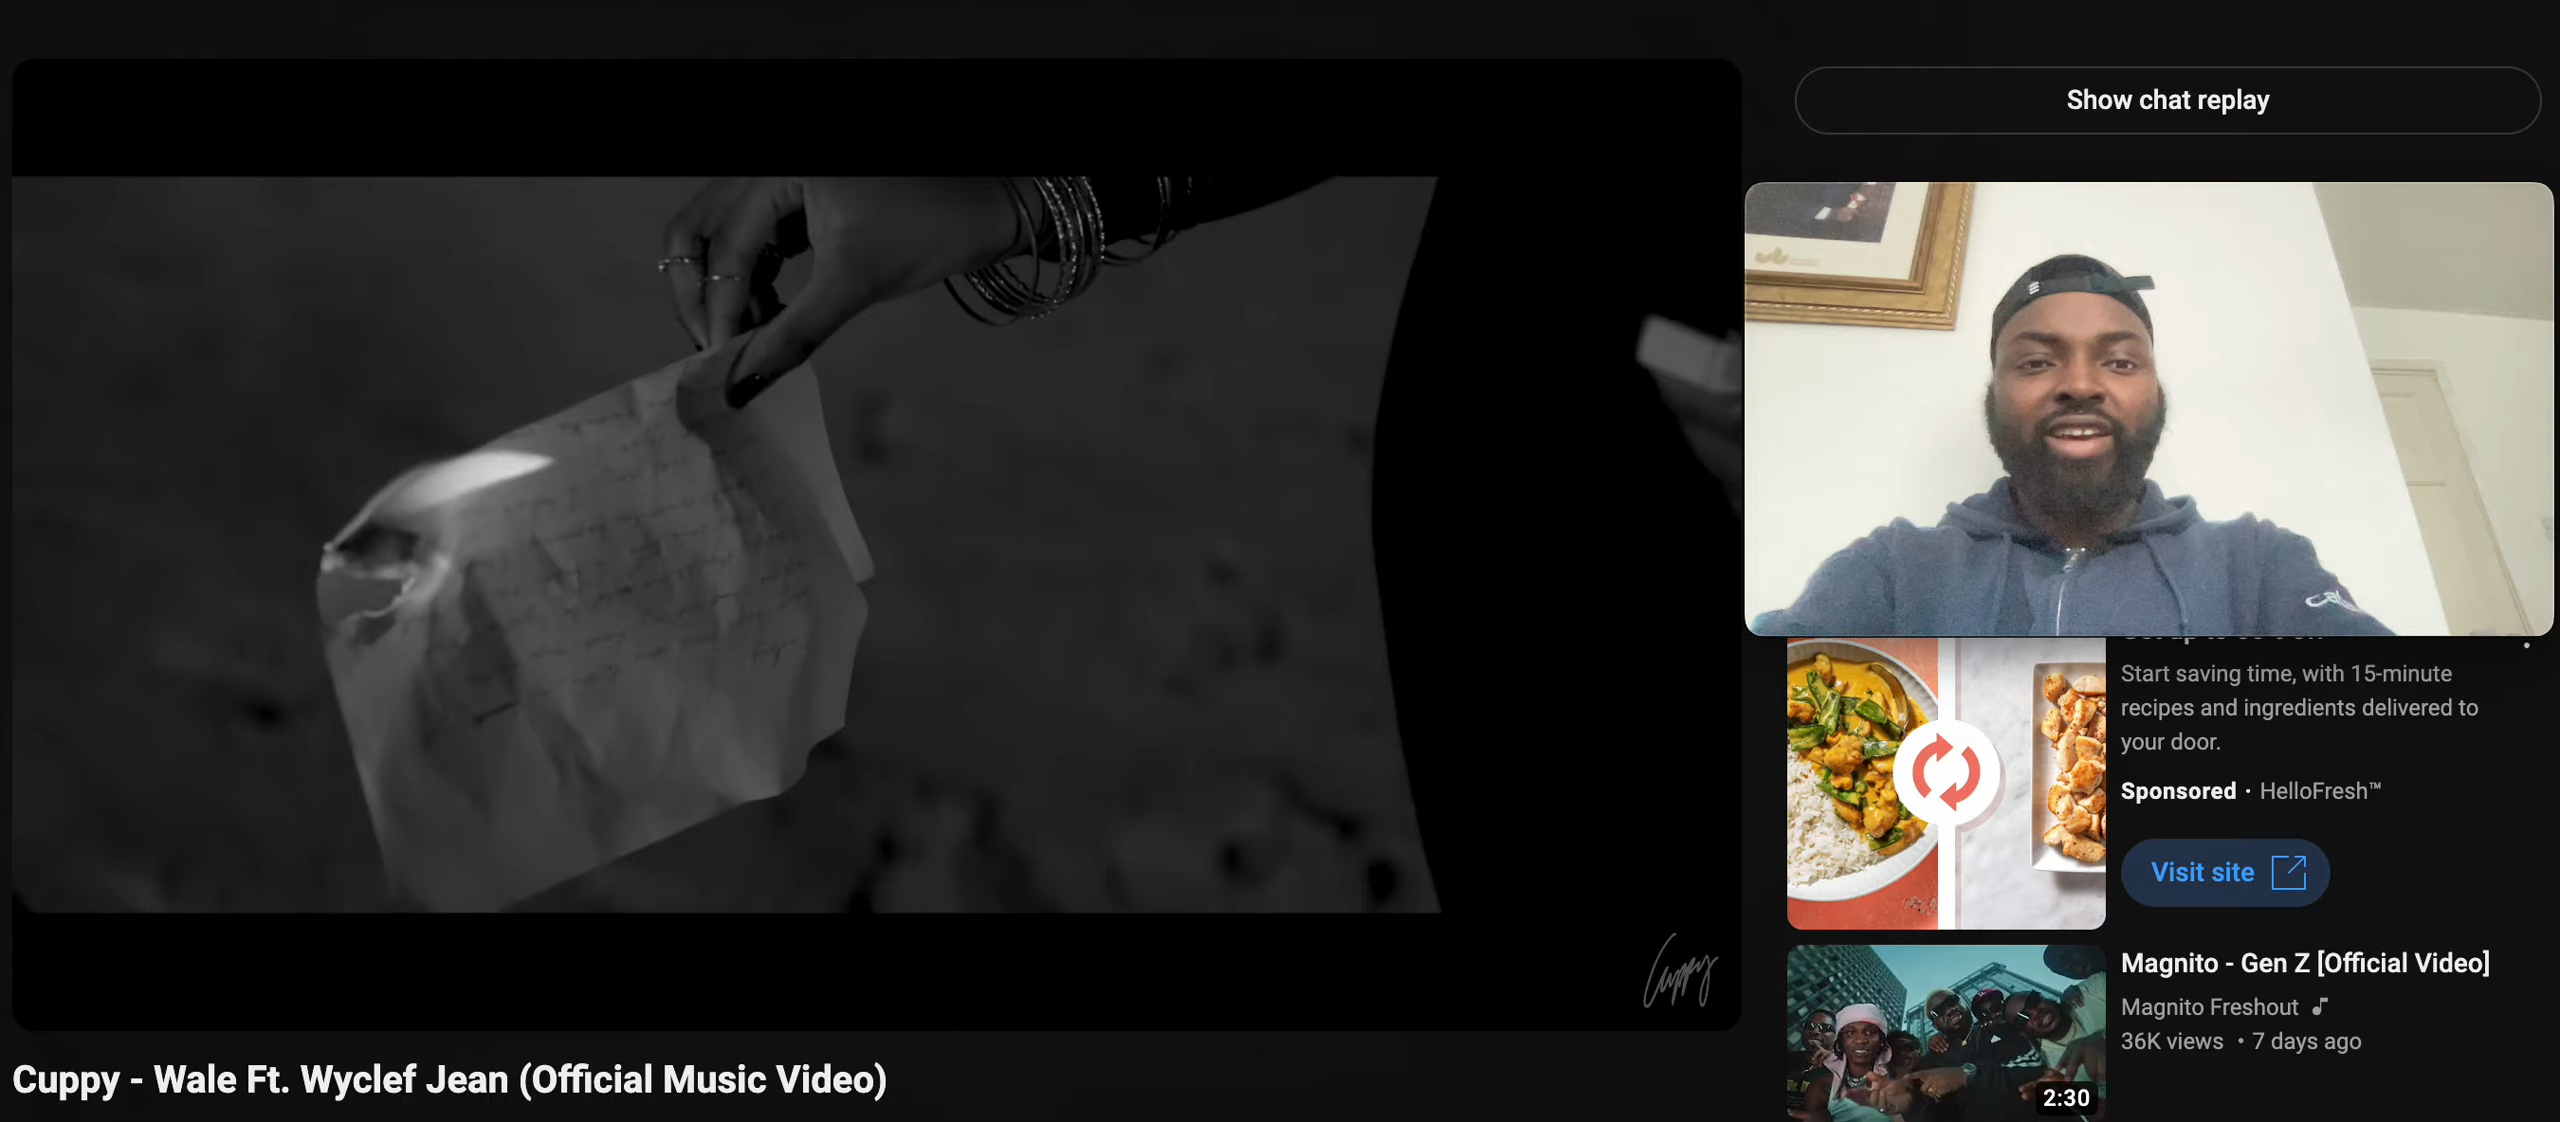 Show chat replay
Start saving time, with 15-minute
recipes and ingredients delivered to
your door.
Sponsored · HelloFresh™
Visit site
Cuppy
Magnito - Gen Z [Official Video]
Magnito Freshout
36K views • 7 days ago
2:30
Cuppy - Wale Ft. Wyclef Jean (Official Music Video)